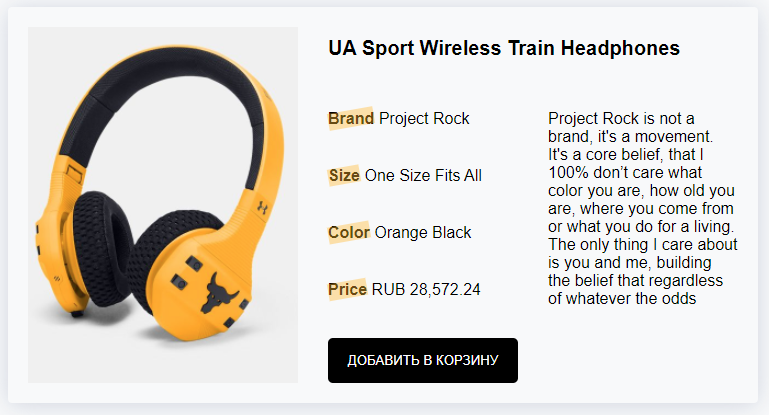 UA Sport Wireless Train Headphones
Brand Project Rock
Size One Size Fits All
Color Orange Black
Price RUB 28,572.24
Project Rock is not a
brand, it's a movement.
It's a core belief, that I
100% don’t care what
color you are, how old you
are, where you come from
or what you do for a living.
The only thing I care about
is you and me, building
the belief that regardless
of whatever the odds
ДОБАВИТЬ В КОРЗИНУ